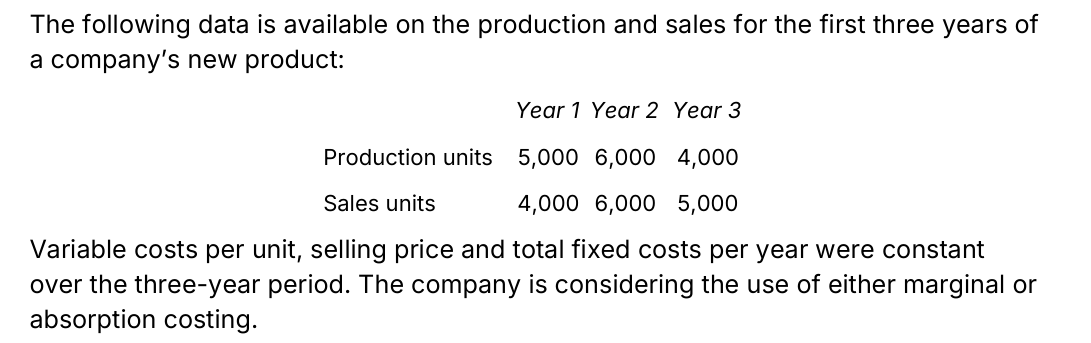 The following data is available on the production and sales for the first three years of
a company's new product:
Year 1 Year 2 Year 3
Production units 5,000 6,000 4,000
Sales units 4,000 6,000 5,000
Variable costs per unit, selling price and total fixed costs per year were constant
over the three-year period. The company is considering the use of either marginal or
absorption costing.